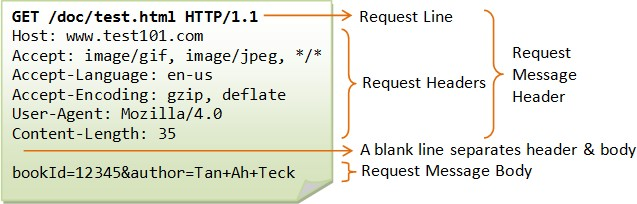 GET /doc/test.html HTTP/1.1
Host: www.test101.com
Accept: image/gif, image/jpeg, */*
Accept-Language: en-us
Accept-Encoding: gzip, deflate
User-Agent: Mozilla/4.0
Content-Length: 35
bookId=12345&author=Tan+Ah+Teck
Request Line
Request Headers
Request
Message
Header
A blank line separates header & body
Request Message Body